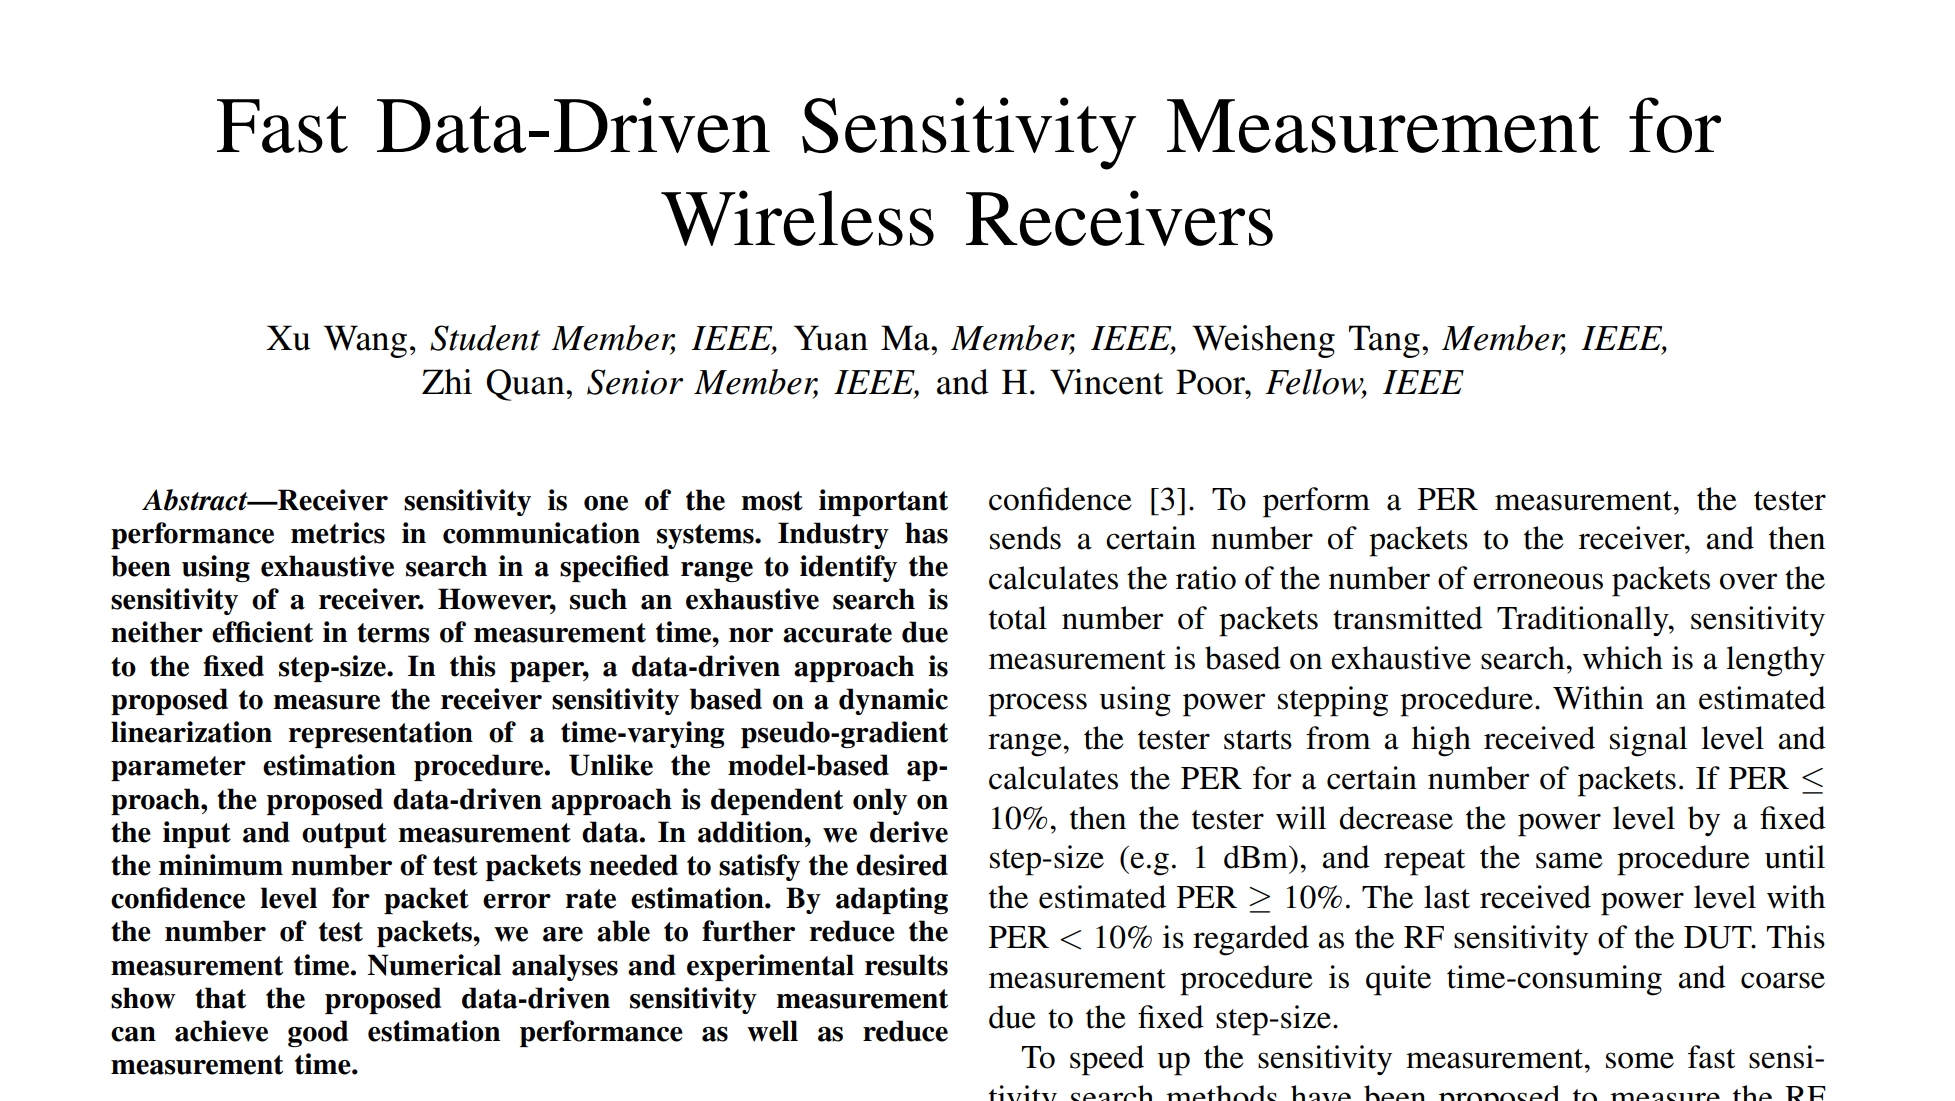 Fast Data-Driven Sensitivity Measurement for
Wireless Receivers
Xu Wang, Student Member, IEEE, Yuan Ma, Member, IEEE, Weisheng Tang, Member, IEEE,
Zhi Quan, Senior Member, IEEE, and H. Vincent Poor, Fellow, IEEE
Abstract—Receiver sensitivity is one of the most important
performance metrics in communication systems. Industry has
been using exhaustive search in a specified range to identify the
sensitivity of a receiver. However, such an exhaustive search is
neither efficient in terms of measurement time, nor accurate due
to the fixed step-size. In this paper, a data-driven approach is
proposed to measure the receiver sensitivity based on a dynamic
linearization representation of a time-varying pseudo-gradient
parameter estimation procedure. Unlike the model-based ap-
proach, the proposed data-driven approach is dependent only on
the input and output measurement data. In addition, we derive
the minimum number of test packets needed to satisfy the desired
confidence level for packet error rate estimation. By adapting
the number of test packets, we are able to further reduce the
measurement time. Numerical analyses and experimental results
show that the proposed data-driven sensitivity measurement
can achieve good estimation performance as well as reduce
measurement time.
confidence [3]. To perform a PER measurement, the tester
sends a certain number of packets to the receiver, and then
calculates the ratio of the number of erroneous packets over the
total number of packets transmitted Traditionally, sensitivity
measurement is based on exhaustive search, which is a lengthy
process using power stepping procedure. Within an estimated
range, the tester starts from a high received signal level and
calculates the PER for a certain number of packets. If PER ≤
10%, then the tester will decrease the power level by a fixed
step-size (e.g. 1 dBm), and repeat the same procedure until
the estimated PER ≥ 10%. The last received power level with
PER < 10% is regarded as the RF sensitivity of the DUT. This
measurement procedure is quite time-consuming and coarse
due to the fixed step-size.
To speed up the sensitivity measurement, some fast sensi-
tivity search methods have been proposed to measure the RF